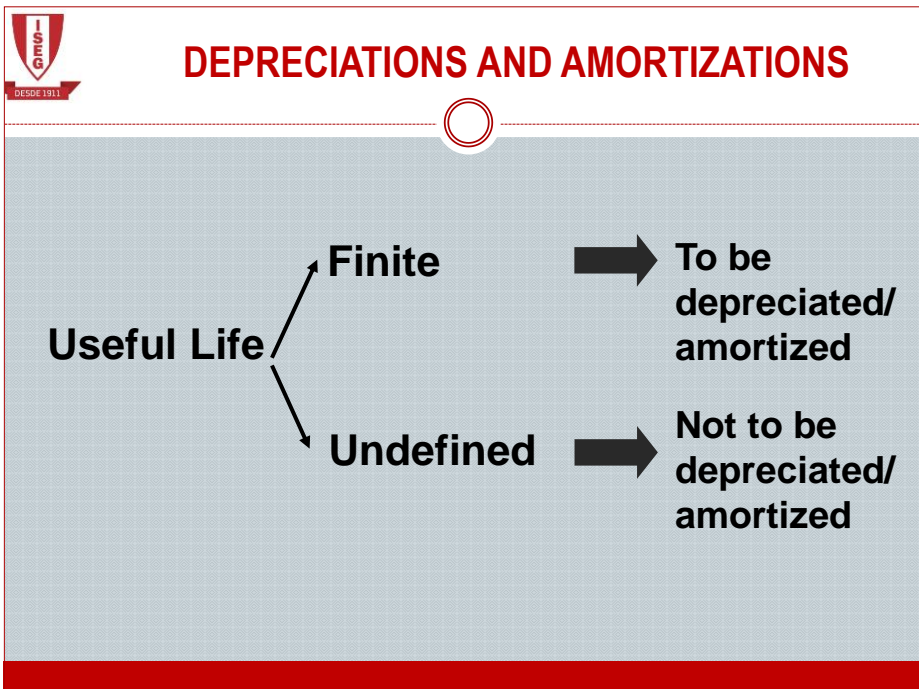 ISEG
DESDE 1911
DEPRECIATIONS AND AMORTIZATIONS
Useful Life
Finite
To be
depreciated/
amortized
Undefined
Not to be
depreciated/
amortized